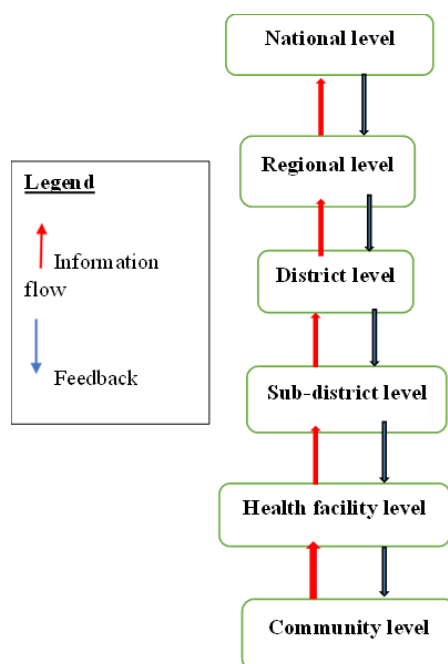 National level
Regional level
Legend
Information
flow
Feedback
District level
Sub-district level
Health facility level
Community level